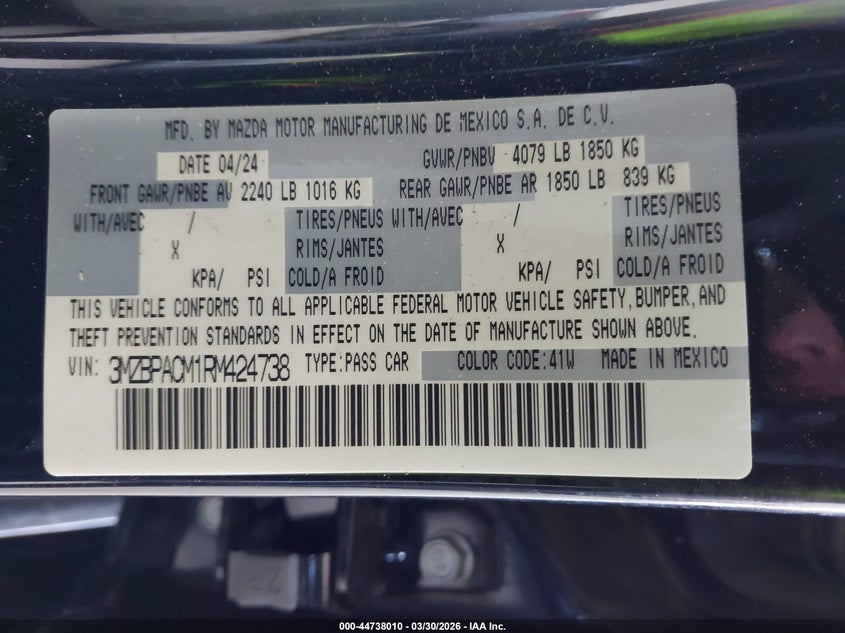 MFD. BY MAZDA MOTOR MANUFACTURING DE MEXICO S.A. DE C.V.
DATE 04/24 GVWR/PNBV 4079 LB 1850 KG
FRONT GAWR/PNBE AV 2240 LB 1016 KG REAR GAWR/PNBE AR 1850 LB 839 KG
WITH/AVEC / TIRES/PNEUS WITH/AVEC / TIRES/PNEUS
X RIMS/JANTES X RIMS/JANTES
KPA/ PSI COLD/A FROID KPA/ PSI COLD/A FROID
THIS VEHICLE CONFORMS TO ALL APPLICABLE FEDERAL MOTOR VEHICLE SAFETY, BUMPER, AND
THEFT PREVENTION STANDARDS IN EFFECT ON THE DATE OF MANUFACTURE SHOWN ABOVE.
VIN: 3MZBPACM1RM424738 TYPE:PASS CAR COLOR CODE:41W MADE IN MEXICO
000-44738010 – 03/30/2026 – IAA Inc.